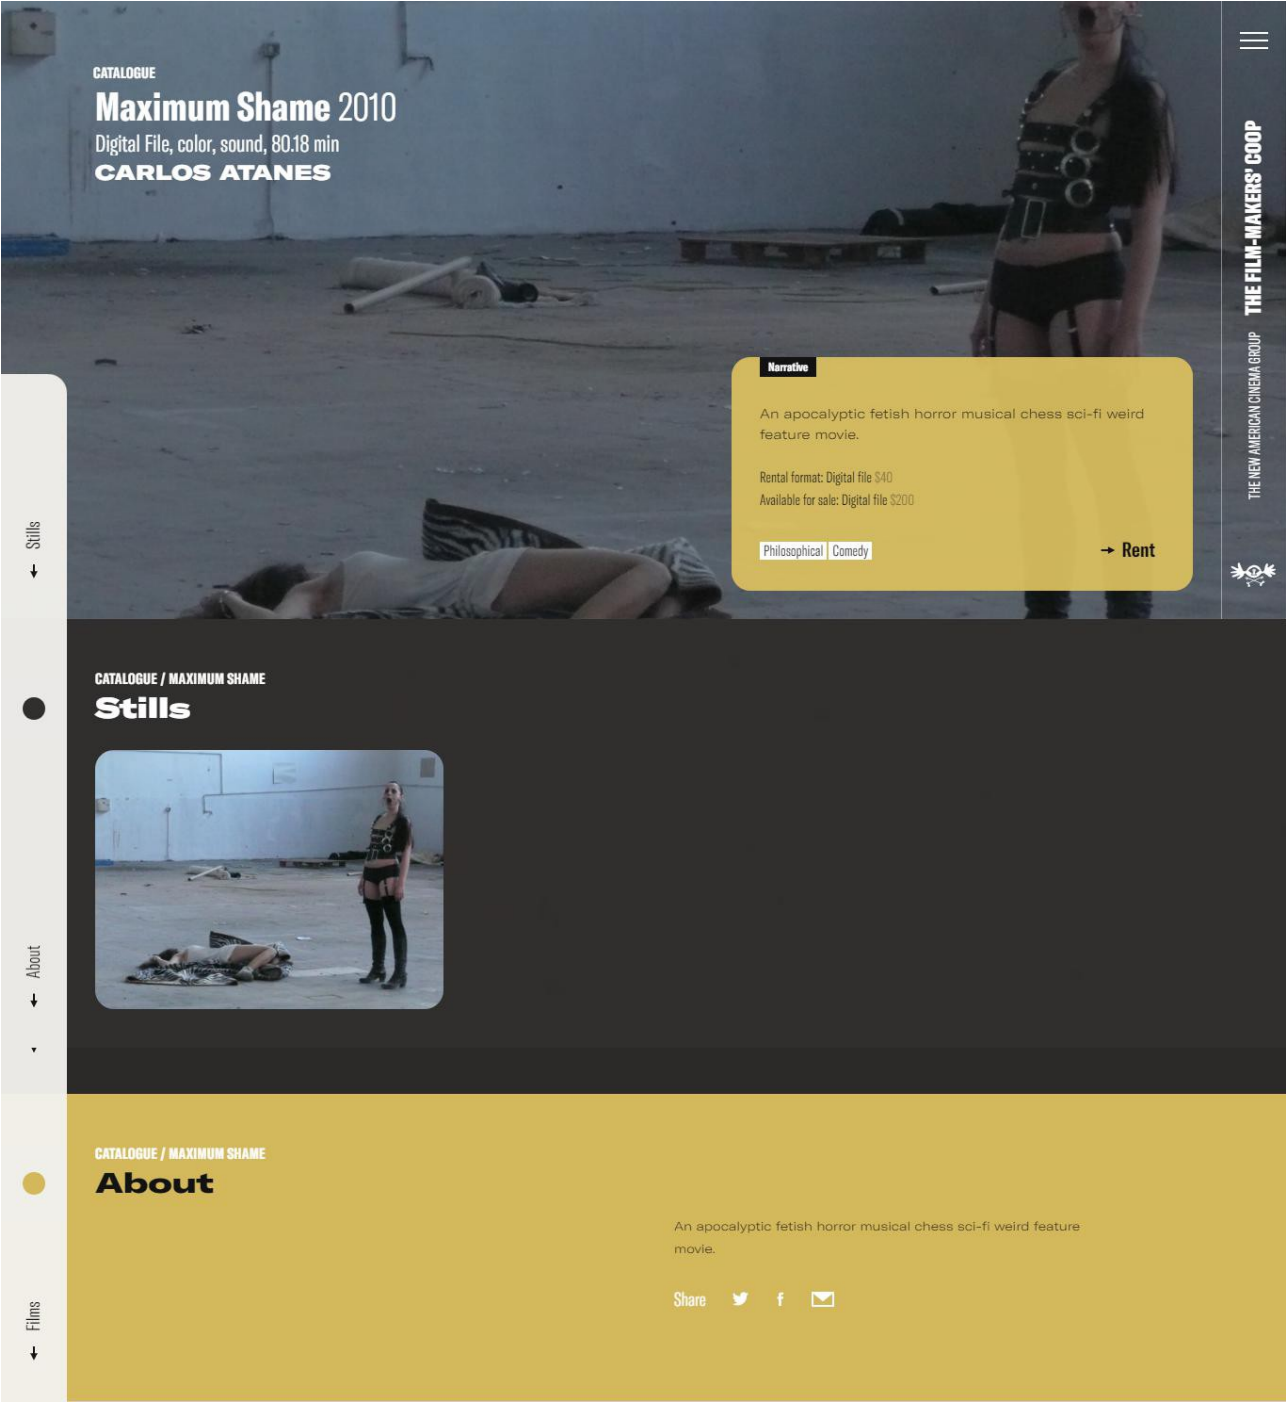 CATALOGUE
Maximum Shame 2010
Digital File, color, sound, 80.18 min
CARLOS ATANES
THE NEW AMERICAN CINEMA GROUP THE FILM-MAKERS' COOP
Narrative
An apocalyptic fetish horror musical chess sci-fi weird
feature movie.
Rental format: Digital file $40
Available for sale: Digital file $200
Philosophical Comedy
Rent
Stills
CATALOGUE / MAXIMUM SHAME
Stills
About
CATALOGUE / MAXIMUM SHAME
About
An apocalyptic fetish horror musical chess sci-fi weird feature
movie.
Share
Films